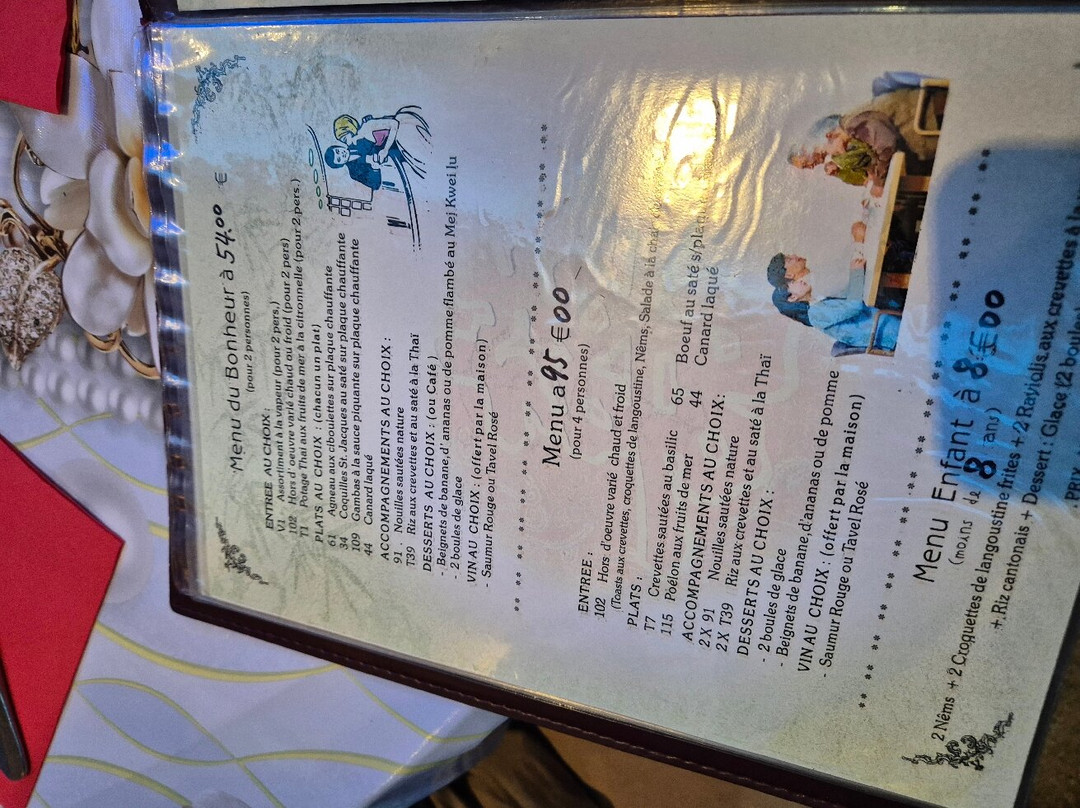 Menu du Bonheur à 54.00 €
(pour 2 personnes)
ENTREE AU CHOIX :
V1 Assortiment à la vapeur (pour 2 pers,)
102 Hors d'oeuvre varié chaud ou froid (pour 2 pers)
T1 Potage Thaï aux fruits de mer à la citronnelle (pour 2 pers.)
PLATS AU CHOIX : (chacun un plat)
61 Agneau aux ciboulettes sur plaque chauffante
34 Coquilles St. Jacques au saté sur plaque chauffante
109 Gambas à la sauce piquante sur plaque chauffante
44 Canard laqué
ACCOMPAGNEMENTS AU CHOIX :
91. Nouilles sautées nature
T39 Riz aux crevettes et au saté à la Thaï
DESSERTS AU CHOIX : (ou Café)
- Beignets de banane,d'ananas ou de pomme flambé au Mei Kwei lu
- 2 boules de glace
VIN AU CHOIX : (offert par la maison)
- Saumur Rouge ou Tavel Rosé
Menu à 95 €00
(pour 4 personnes)
ENTREE :
102 Hors d'oeuvre varié chaud et froid
(Toasts aux crevettes, croquettes de langoustine, Nêms, Salade à la
PLATS :
T7 Crevettes sautées au basilic 65 Boeuf au saté s/
115 Poêlon aux fruits de mer 44 Canard laqué
ACCOMPAGNEMENTS AU CHOIX:
2 X 91 Nouilles sautées nature
2X T39 Riz aux crevettes et au saté à la Thaï
DESSERTS AU CHOIX :
- 2 boules de glace
- Beignets de banane,d'ananas ou de pomme
VIN AU CHOIX : (offert par la maison)
- Saumur Rouge ou Tavel Rosé
Menu Enfant à 8 €00
(moins de 8 ans)
2 Nêms + 2 Croquettes de langoustine frites + 2 Raviolis aux crevettes à la
+ Riz cantonais + Dessert : Glace (2 boules)